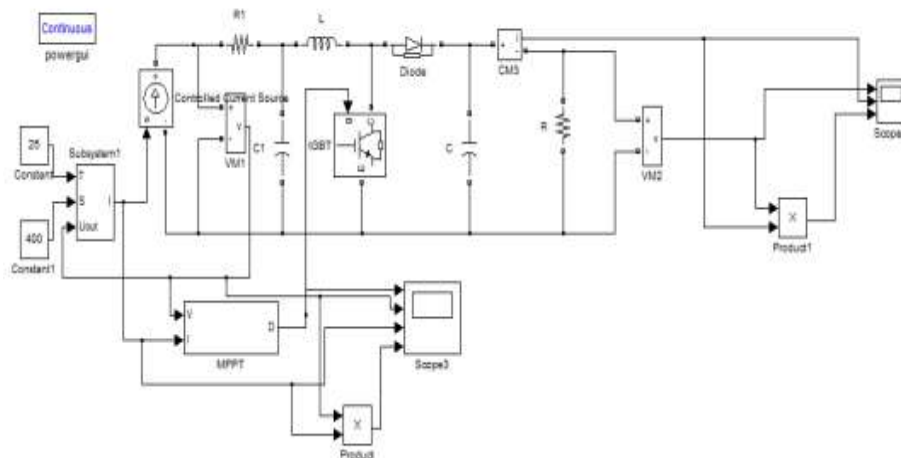 Continuous
powergui
R1
L
Diode
CM3
Controlled Current Source
VM1
v
C1
IGBT
C
R
VM2
v
Scope
25
Constant
Subsystem1
T
S
Uout
I
400
Constant1
X
Product1
V
I
D
MPPT
Scope3
X
Product